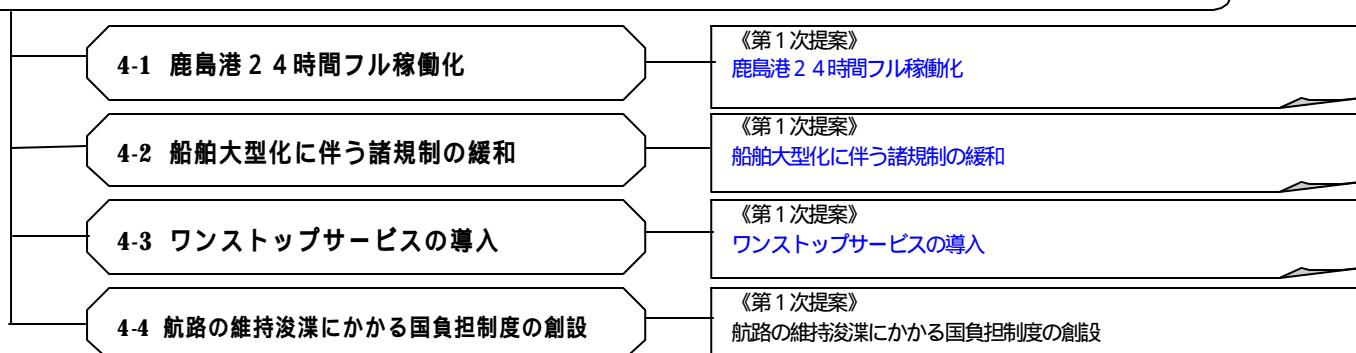 4-1 鹿島港２４時間フル稼働化
《第１次提案》
鹿島港２４時間フル稼働化
4-2 船舶大型化に伴う諸規制の緩和
《第１次提案》
船舶大型化に伴う諸規制の緩和
4-3 ワンストップサービスの導入
《第１次提案》
ワンストップサービスの導入
4-4 航路の維持浚渫にかかる国負担制度の創設
《第１次提案》
航路の維持浚渫にかかる国負担制度の創設